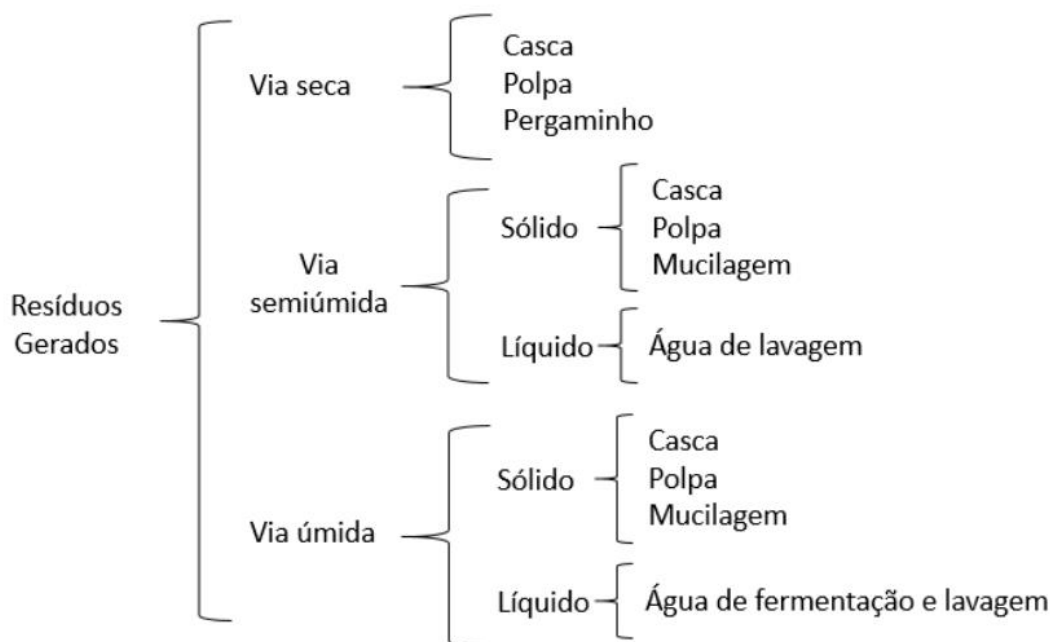 Resíduos
Gerados
Via seca
Casca
Polpa
Pergaminho
Via
semiúmida
Sólido
Casca
Polpa
Mucilagem
Líquido
Água de lavagem
Via úmida
Sólido
Casca
Polpa
Mucilagem
Líquido
Água de fermentação e lavagem